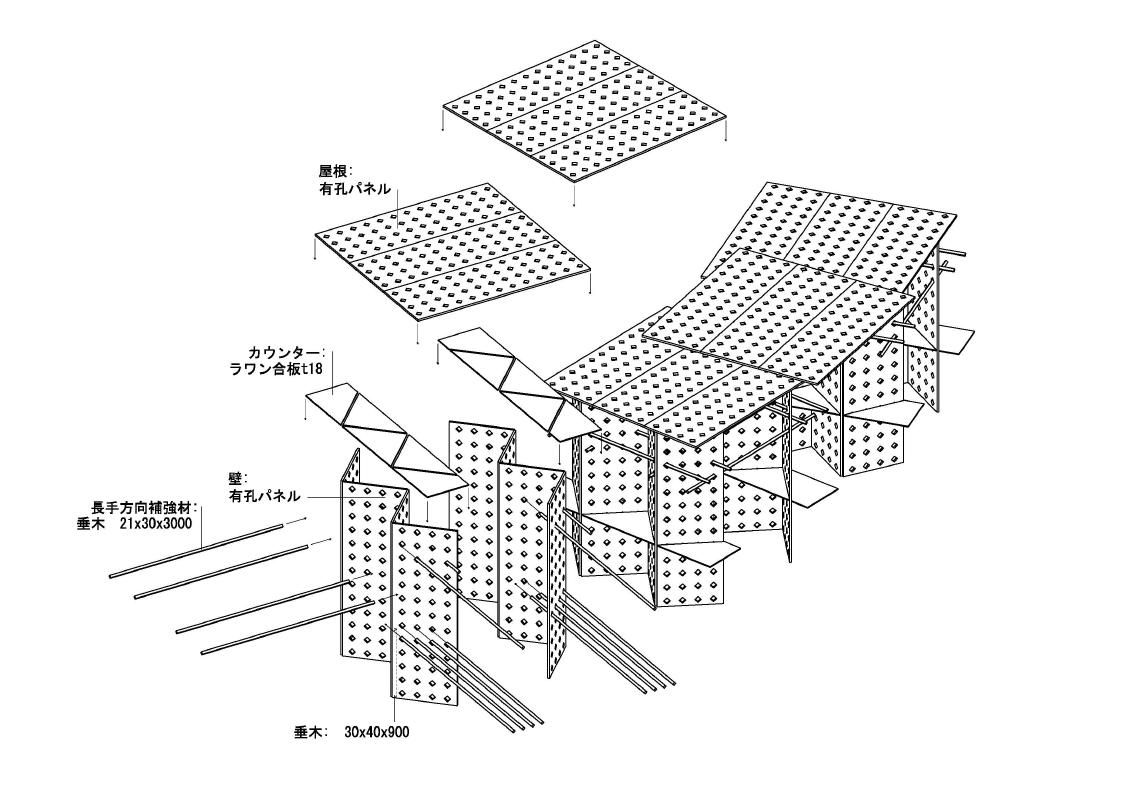 屋根:
有孔パネル
カウンター:
ラワン合板t18
壁:
有孔パネル
長手方向補強材:
垂木　21x30x3000
垂木:　30x40x900